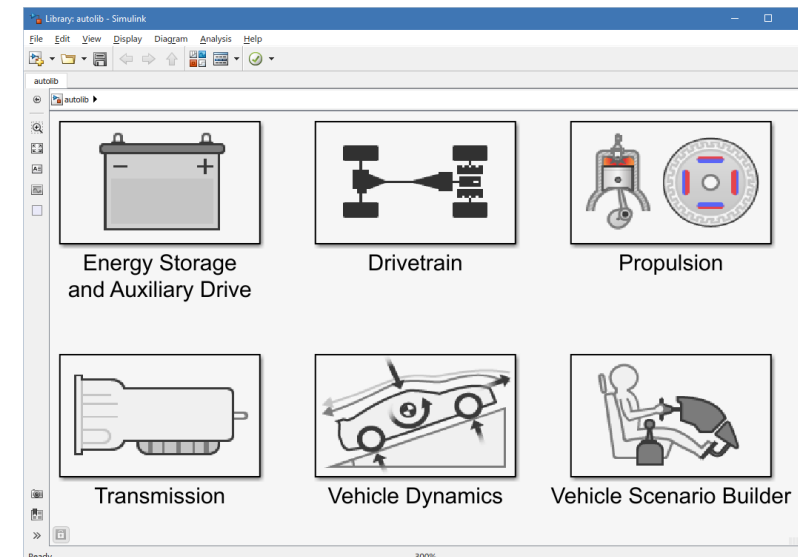 Library: autolib - Simulink
File Edit View Display Diagram Analysis Help
autolib
autolib
Energy Storage
and Auxiliary Drive
Drivetrain
Propulsion
Transmission
Vehicle Dynamics
Vehicle Scenario Builder
Ready
300%